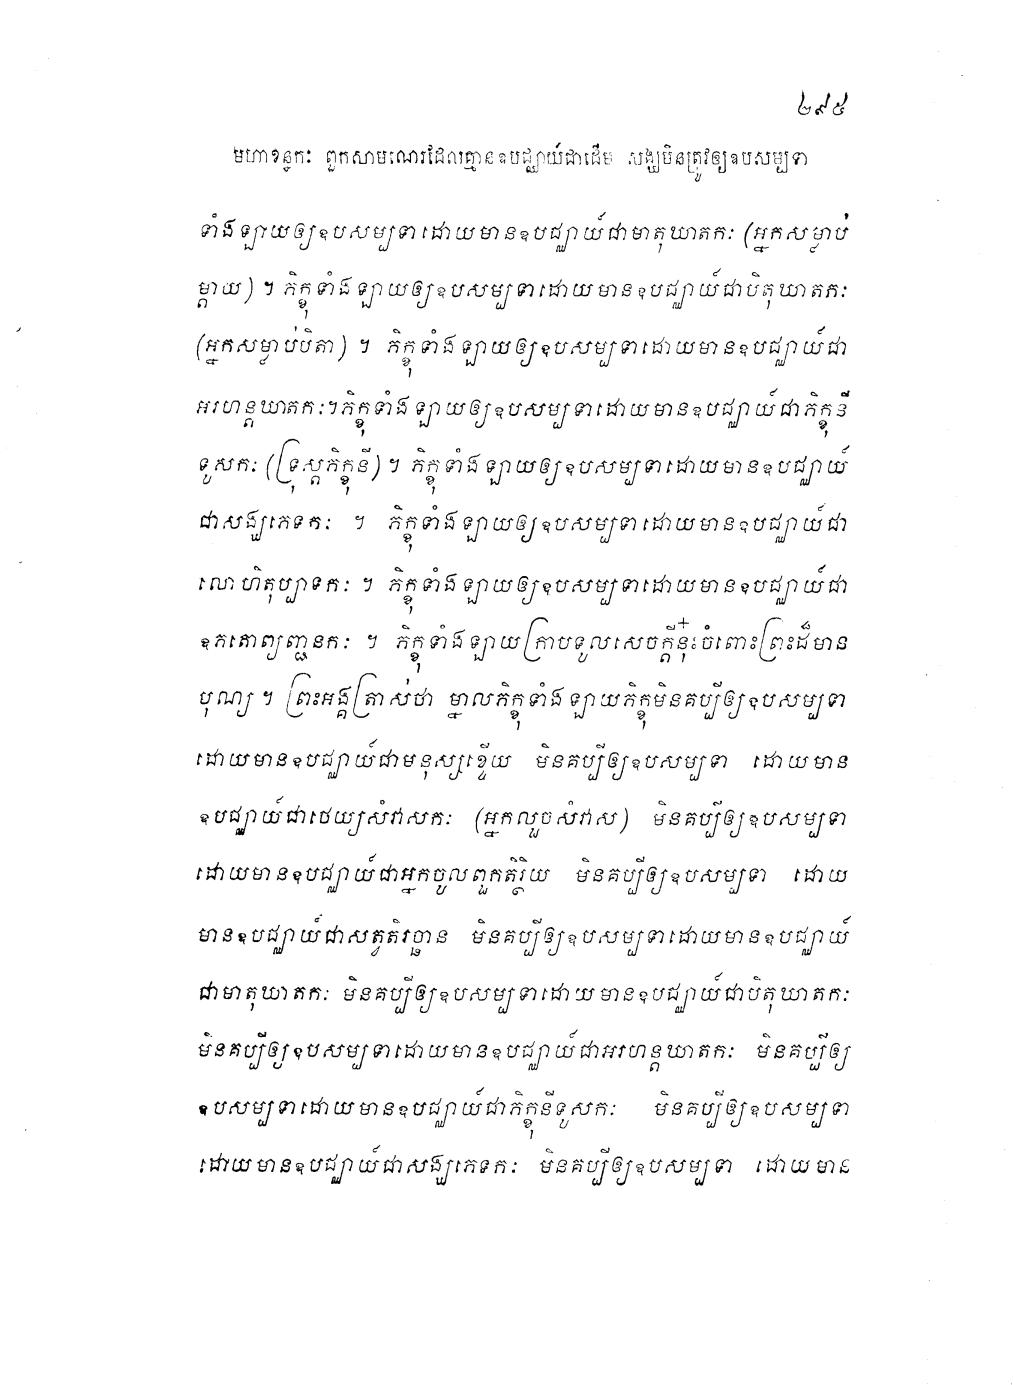 ២៩៥
មហាខន្ធកៈ ពួកសាមណេរដែលគ្មានឧបជ្ឈាយ៍ជាដើម សង្ឃមិនត្រូវឲ្យឧបសម្បទា
ទាំងឡាយឲ្យឧបសម្បទាដោយមានឧបជ្ឈាយ៍ជាមាតុឃាតកៈ (អ្នកសម្លាប់
ម្តាយ) ។ ភិក្ខុទាំងឡាយឲ្យឧបសម្បទាដោយមានឧបជ្ឈាយ៍ជាបិតុឃាតកៈ
(អ្នកសម្លាប់បិតា) ។ ភិក្ខុទាំងឡាយឲ្យឧបសម្បទាដោយមានឧបជ្ឈាយ៍ជា
អរហន្តឃាតកៈ។ភិក្ខុទាំងឡាយឲ្យឧបសម្បទាដោយមានឧបជ្ឈាយ៍ជាភិក្ខុនី
ទូសកៈ (ទ្រុស្តភិក្ខុនី) ។ ភិក្ខុទាំងឡាយឲ្យឧបសម្បទាដោយមានឧបជ្ឈាយ៍
ជាសង្ឃភេទកៈ ។ ភិក្ខុទាំងឡាយឲ្យឧបសម្បទាដោយមានឧបជ្ឈាយ៍ជា
លោហិតុប្បាទកៈ ។ ភិក្ខុទាំងឡាយឲ្យឧបសម្បទាដោយមានឧបជ្ឈាយ៍ជា
ឧភតោព្យញ្ជនកៈ ។ ភិក្ខុទាំងឡាយក្រាបទូលសេចក្តីនុ៎ះចំពោះព្រះដ៏មាន
បុណ្យ ។ ព្រះអង្គត្រាស់ថា ម្នាលភិក្ខុទាំងឡាយភិក្ខុមិនគប្បីឲ្យឧបសម្បទា
ដោយមានឧបជ្ឈាយ៍ជាមនុស្សខ្ទើយ មិនគប្បីឲ្យឧបសម្បទា ដោយមាន
ឧបជ្ឈាយ៍ជាថេយ្យសំវាសកៈ (អ្នកលួចសំវាស) មិនគប្បីឲ្យឧបសម្បទា
ដោយមានឧបជ្ឈាយ៍ជាអ្នកចូលពួកតិរ្ថិយ មិនគប្បីឲ្យឧបសម្បទា ដោយ
មានឧបជ្ឈាយ៍ជាសត្វតិរច្ឆាន មិនគប្បីឲ្យឧបសម្បទាដោយមានឧបជ្ឈាយ៍
ជាមាតុឃាតកៈ មិនគប្បីឲ្យឧបសម្បទាដោយមានឧបជ្ឈាយ៍ជាបិតុឃាតកៈ
មិនគប្បីឲ្យឧបសម្បទាដោយមានឧបជ្ឈាយ៍ជាអរហន្តឃាតកៈ មិនគប្បីឲ្យ
ឧបសម្បទាដោយមានឧបជ្ឈាយ៍ជាភិក្ខុនីទូសកៈ មិនគប្បីឲ្យឧបសម្បទា
ដោយមានឧបជ្ឈាយ៍ជាសង្ឃភេទកៈ មិនគប្បីឲ្យឧបសម្បទា ដោយមាន